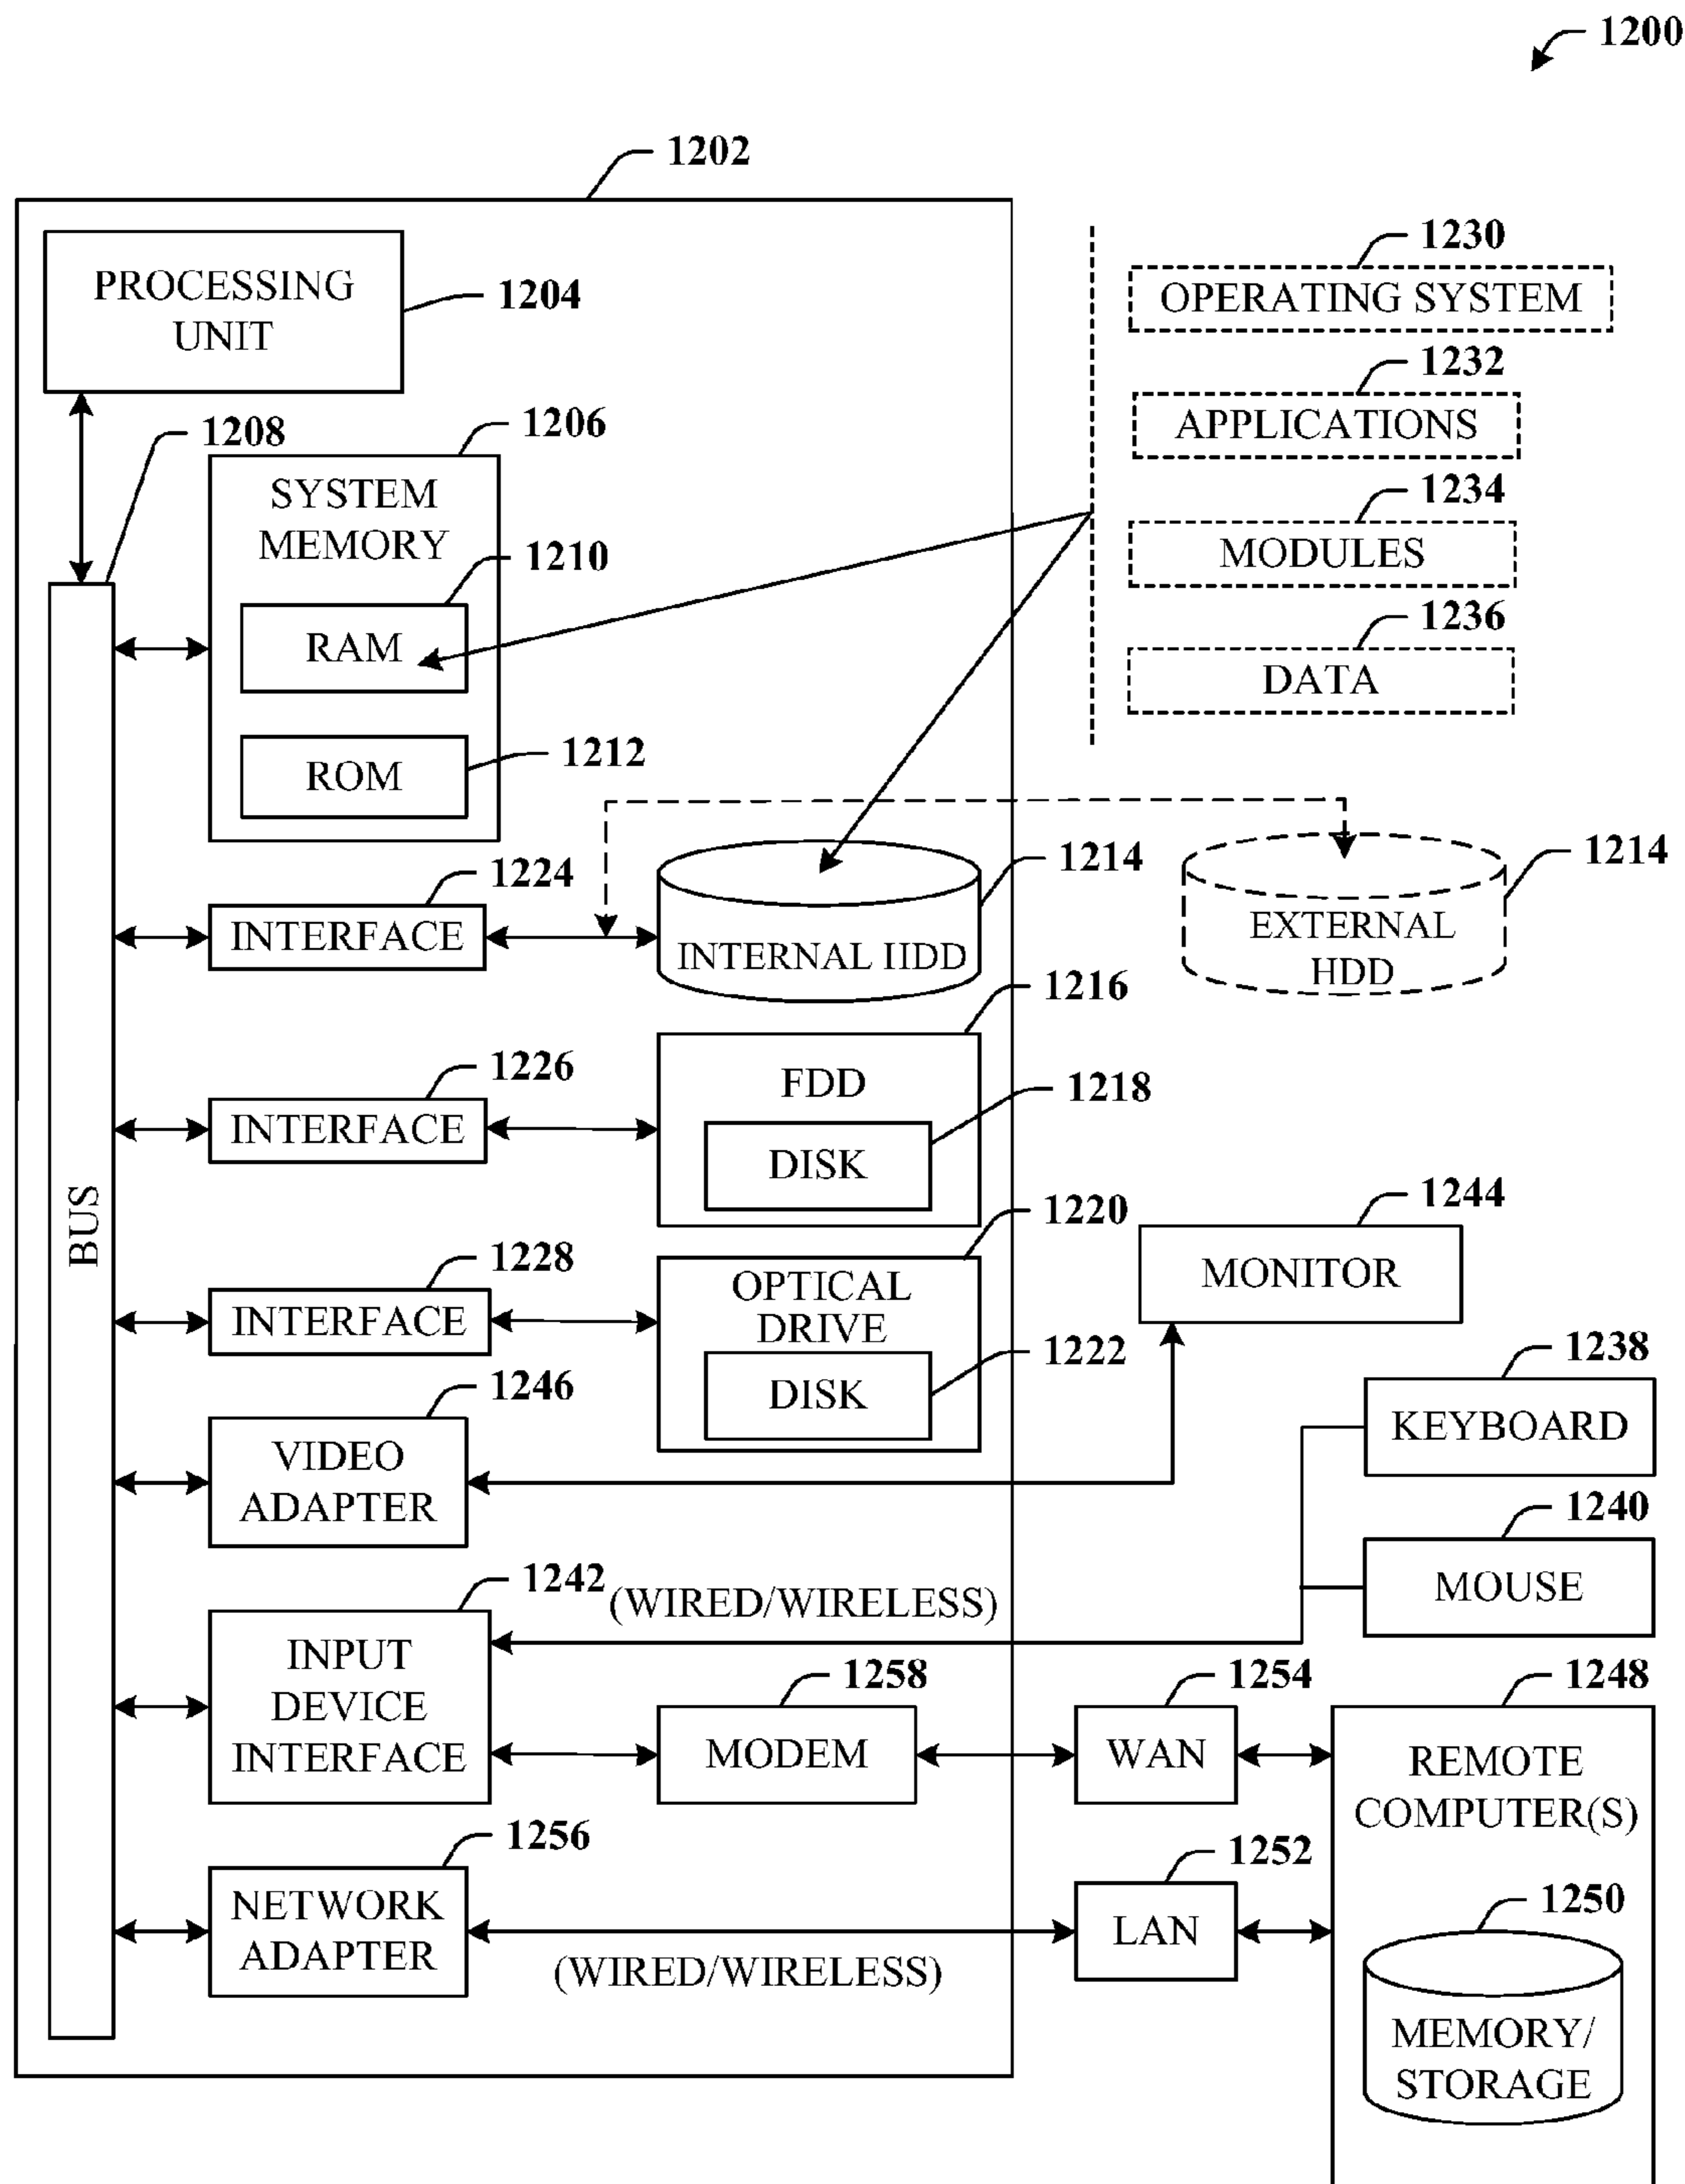 1200
1202
PROCESSING
UNIT
1204
1230
OPERATING SYSTEM
1232
APPLICATIONS
1234
MODULES
1236
DATA
1208
1206
SYSTEM
MEMORY
1210
RAM
1212
ROM
1224
INTERFACE
1214
INTERNAL HDD
1214
EXTERNAL
HDD
1216
FDD
1226
INTERFACE
1218
DISK
BUS
1220
OPTICAL
DRIVE
1228
INTERFACE
1222
DISK
1244
MONITOR
1246
VIDEO
ADAPTER
1238
KEYBOARD
1240
MOUSE
1242
(WIRED/WIRELESS)
INPUT
DEVICE
INTERFACE
1258
MODEM
1254
WAN
1248
REMOTE
COMPUTER(S)
1256
NETWORK
ADAPTER
(WIRED/WIRELESS)
1252
LAN
1250
MEMORY/
STORAGE